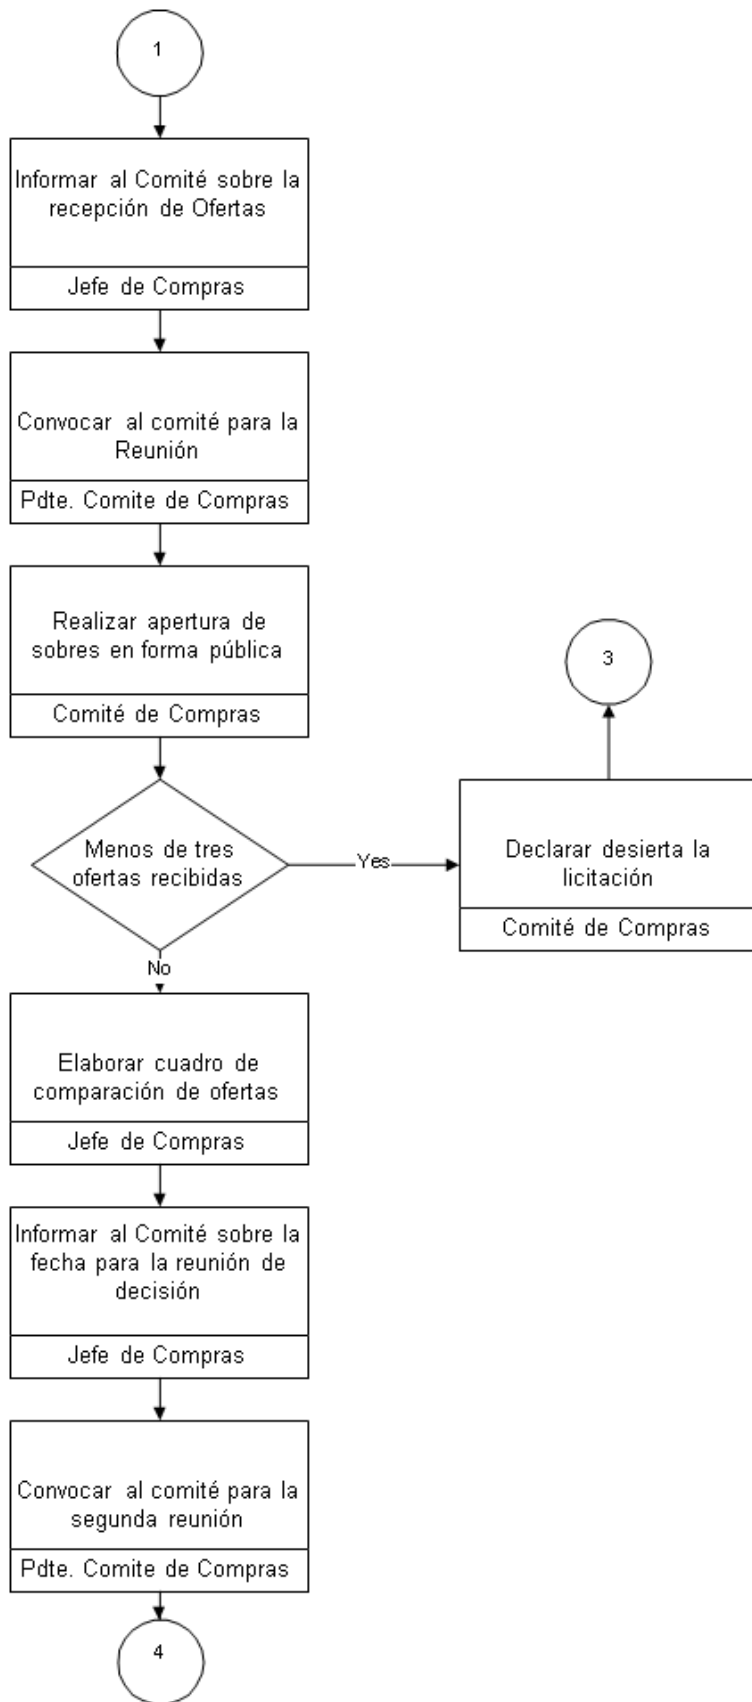 1
Informar al Comité sobre la
recepción de Ofertas
Jefe de Compras
Convocar al comité para la
Reunión
Pdte. Comite de Compras
Realizar apertura de
sobres en forma pública
Comité de Compras
3
Menos de tres
ofertas recibidas
Yes
Declarar desierta la
licitación
Comité de Compras
No
Elaborar cuadro de
comparación de ofertas
Jefe de Compras
Informar al Comité sobre la
fecha para la reunión de
decisión
Jefe de Compras
Convocar al comité para la
segunda reunión
Pdte. Comite de Compras
4